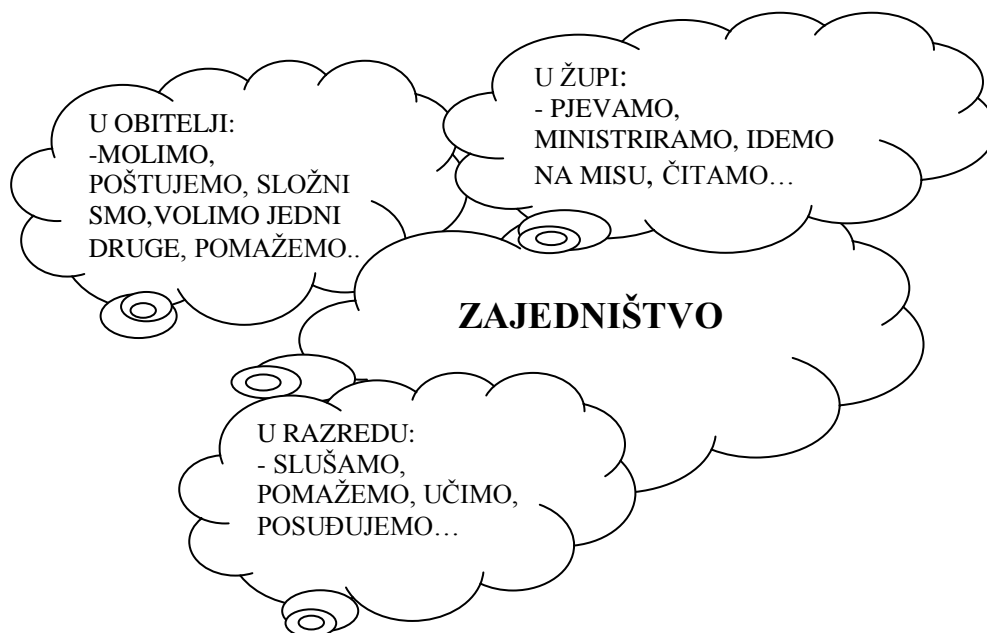 U OBITELJI:
-MOLIMO,
POŠTUJEMO, SLOŽNI
SMO,VOLIMO JEDNI
DRUGE, POMAŽEMO..
U ŽUPI:
- PJEVAMO,
MINISTRIRAMO, IDEMO
NA MISU, ČITAMO…
ZAJEDNIŠTVO
U RAZREDU:
- SLUŠAMO,
POMAŽEMO, UČIMO,
POSUĐUJEMO…